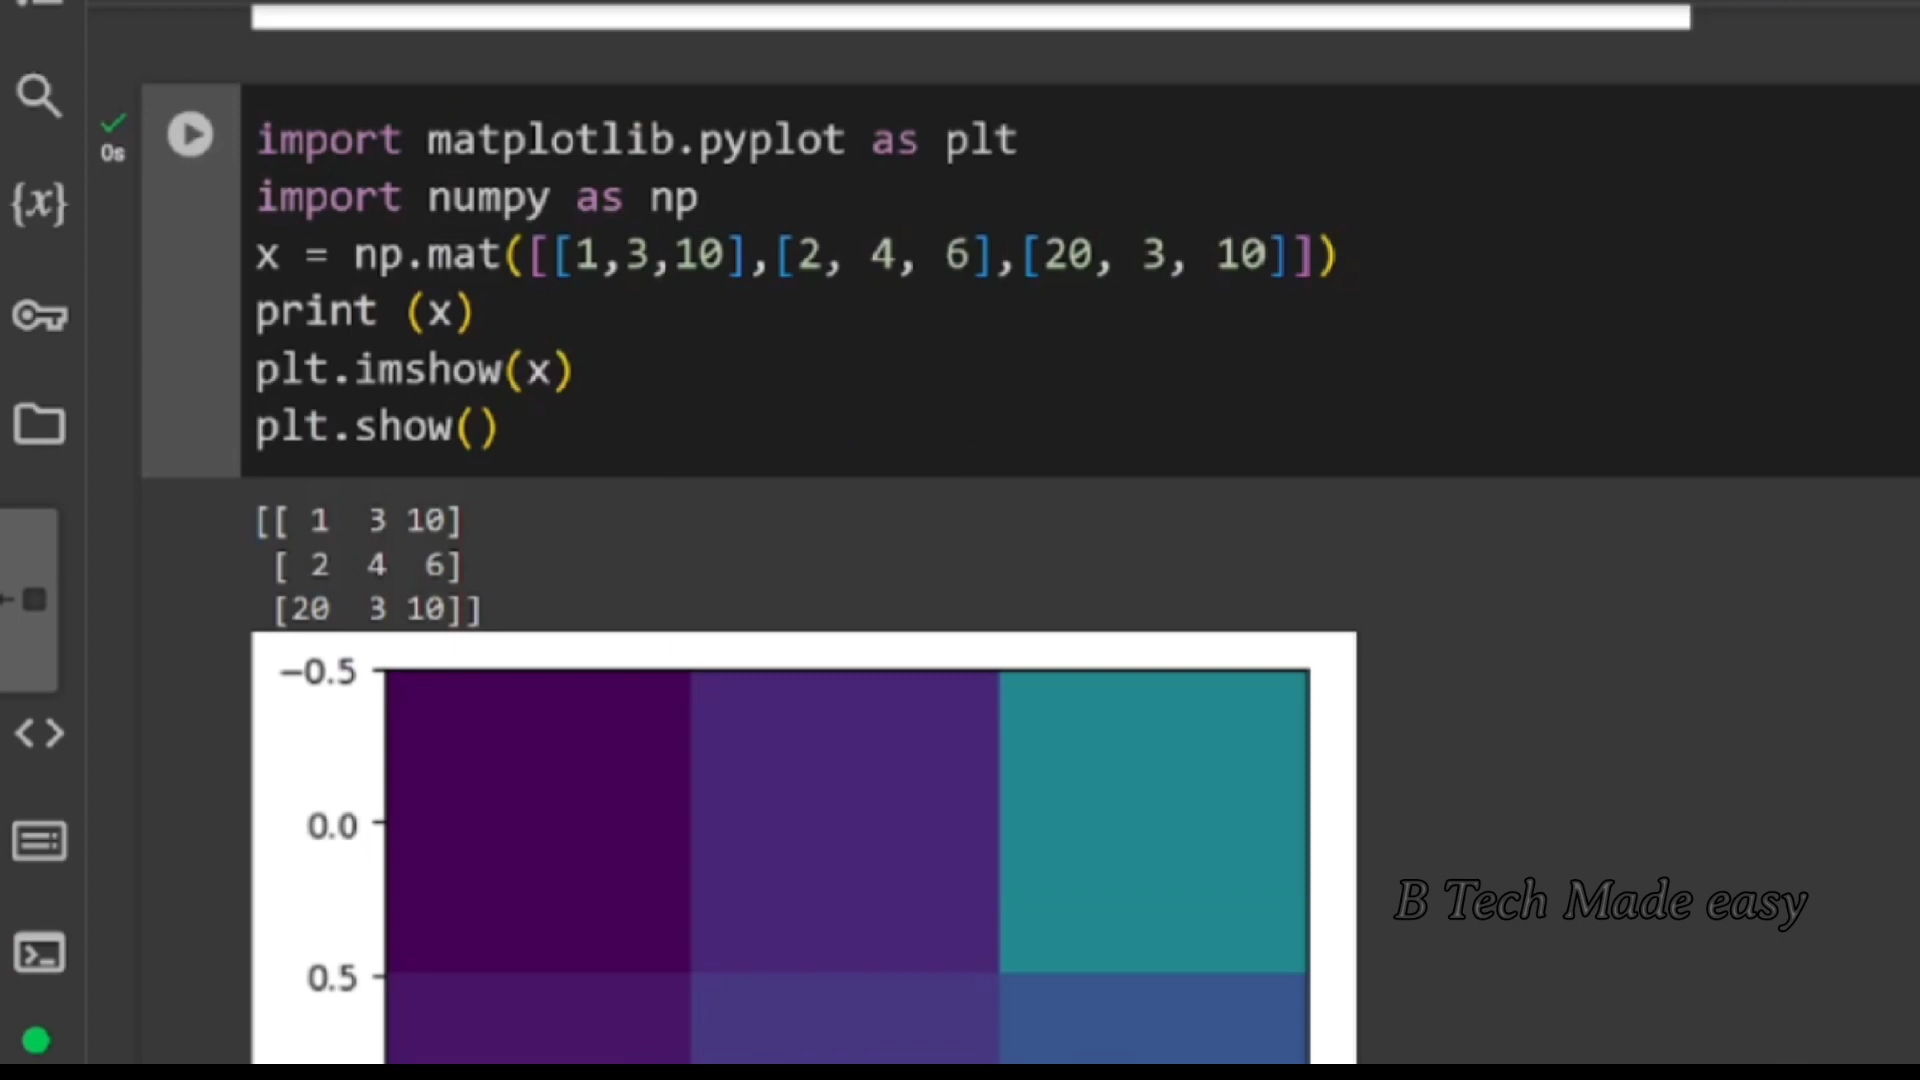 import matplotlib.pyplot as plt
import numpy as np
x = np.mat([[1,3,10],[2, 4, 6],[20, 3, 10]])
print (x)
plt.imshow(x)
plt.show()
0s
{x}
[[ 1  3 10]
 [ 2  4  6]
 [20  3 10]]
−0.5
0.0
0.5
B Tech Made easy